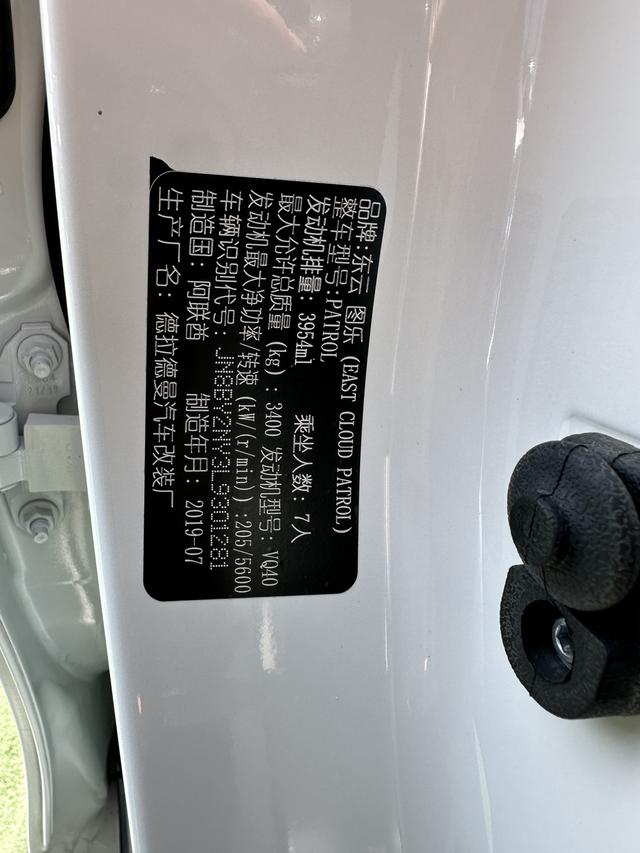 品牌:东云 图乐 (EAST CLOUD PATROL)
整车型号:PATROL
发动机排量: 3954ml 乘坐人数: 7人
最大允许总质量(kg): 3400 发动机型号: VQ40
发动机最大净功率/转速(kW/(r/min)):205/5600
车辆识别代号: JN8BY2NY3L9301281
制造国: 阿联酋 制造年月: 2019-07
生产厂名: 德拉德曼汽车改装厂